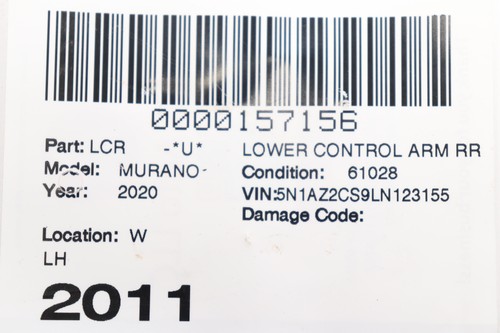 0000157156
Part: LCR -*U* LOWER CONTROL ARM RR
Model: MURANO- Condition: 61028
Year: 2020 VIN:5N1AZ2CS9LN123155
Damage Code:
Location: W
LH
2011